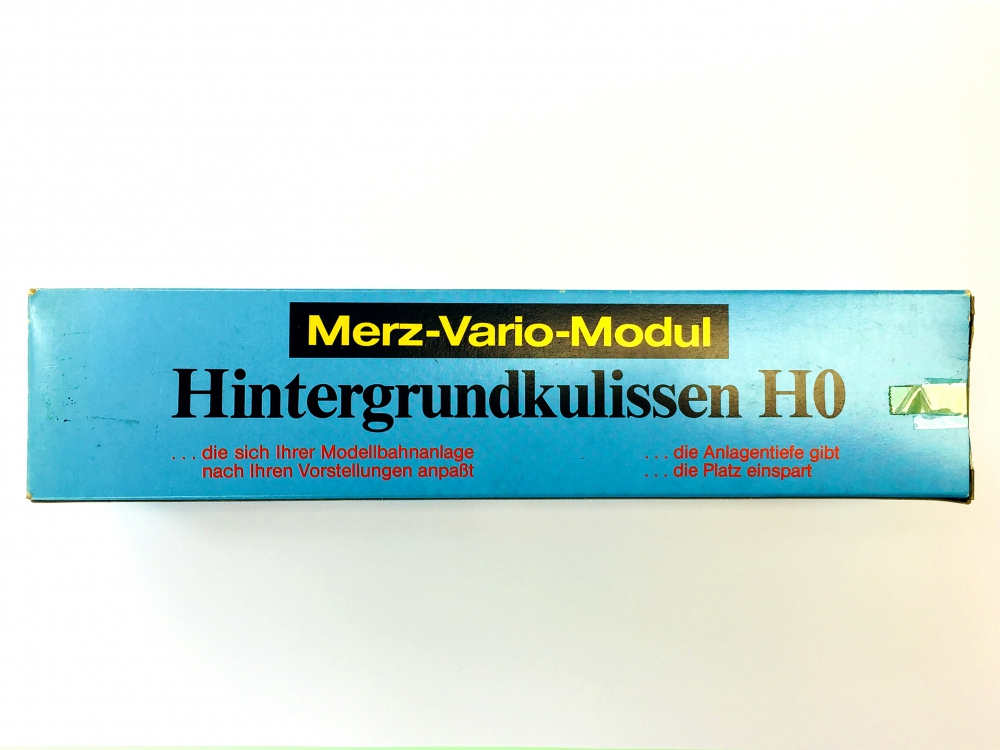 Merz-Vario-Modul
Hintergrundkulissen H0
... die sich Ihrer Modellbahnanlage
nach Ihren Vorstellungen anpaßt
... die Anlagentiefe gibt
... die Platz einspart